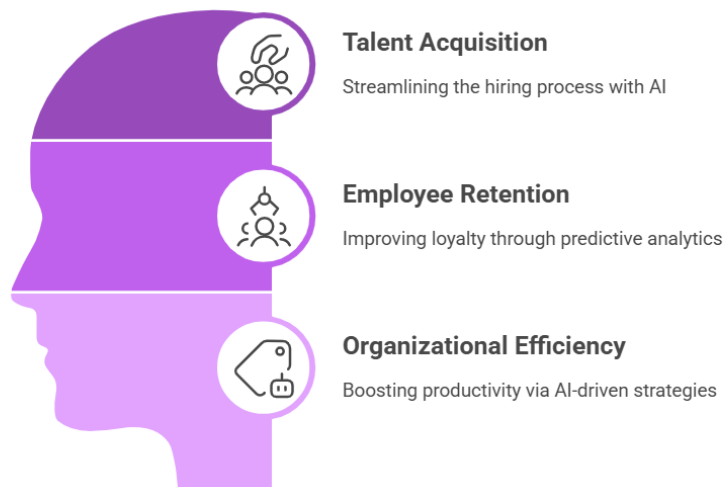 Talent Acquisition
Streamlining the hiring process with AI
Employee Retention
Improving loyalty through predictive analytics
Organizational Efficiency
Boosting productivity via AI-driven strategies